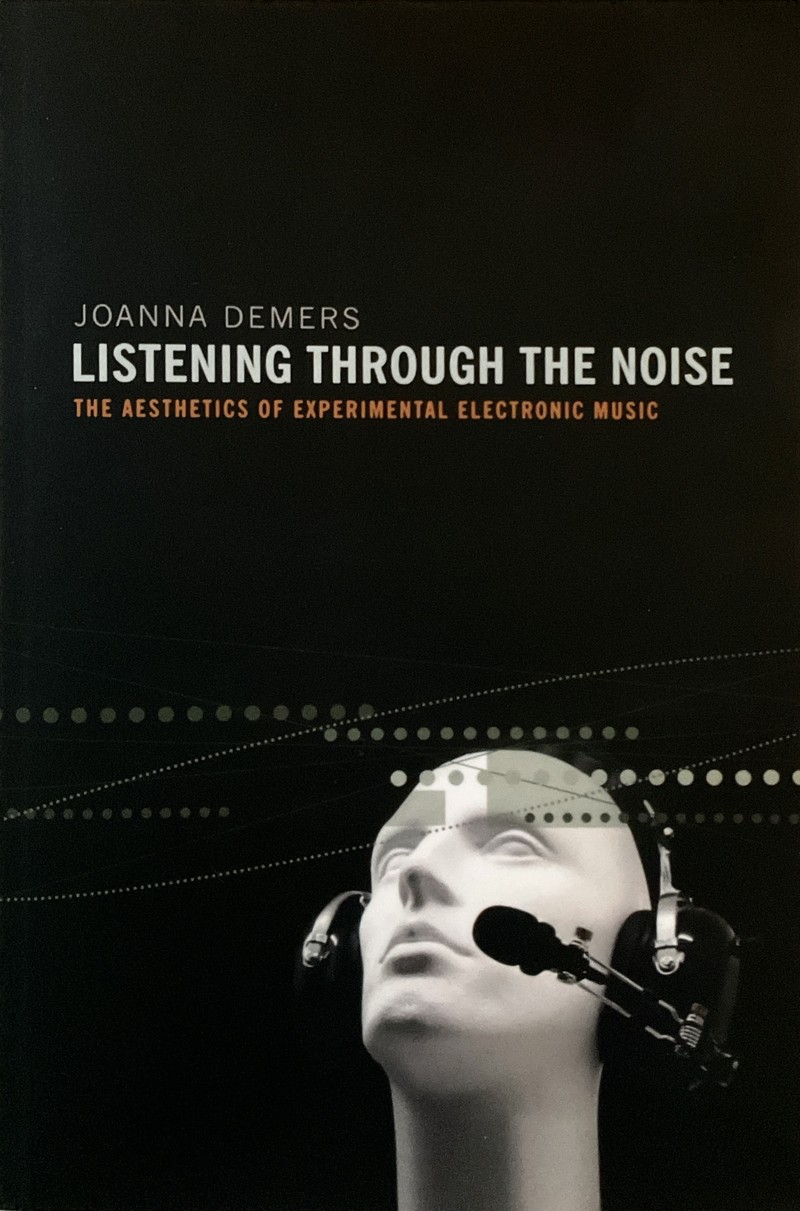 JOANNA DEMERS
LISTENING THROUGH THE NOISE
THE AESTHETICS OF EXPERIMENTAL ELECTRONIC MUSIC